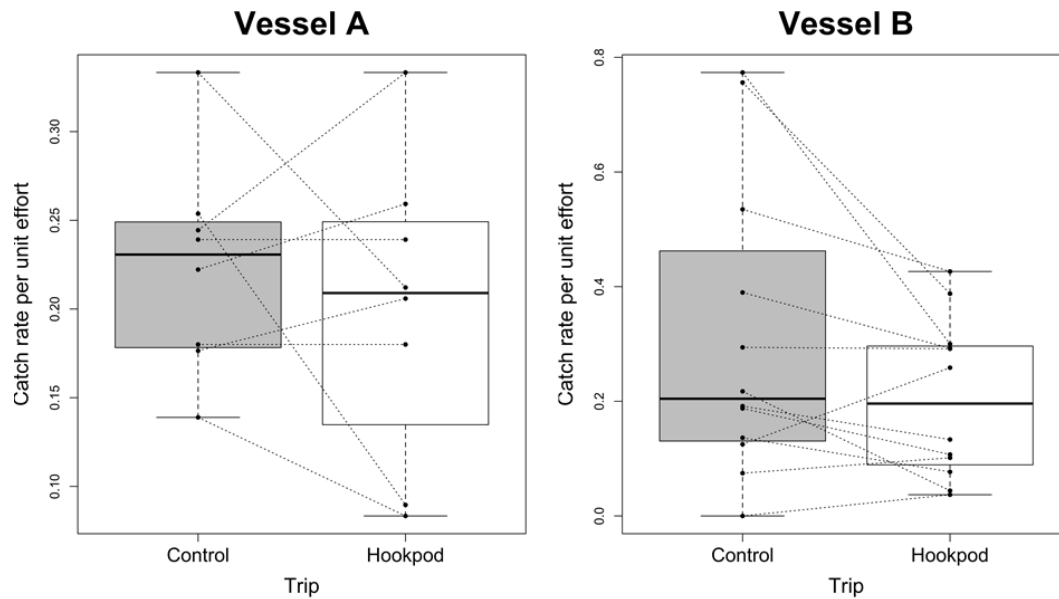 Vessel A
Vessel B
Catch rate per unit effort
0.30
0.25
0.20
0.15
0.10
Control
Hookpod
Trip
Catch rate per unit effort
0.8
0.6
0.4
0.2
0.0
Control
Hookpod
Trip